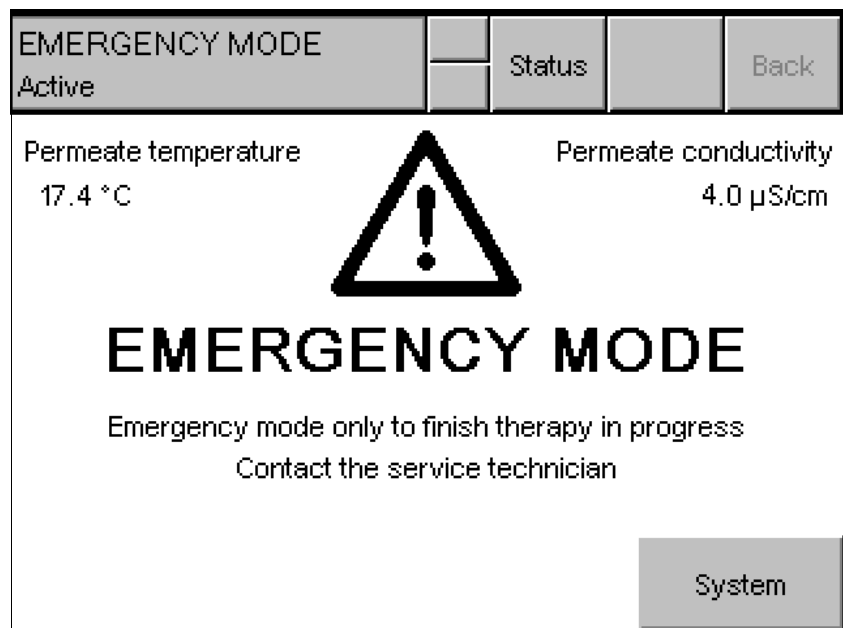 EMERGENCY MODE
Active
Status
Back
Permeate temperature
Permeate conductivity
17.4 °C
4.0 µS/cm
EMERGENCY MODE
Emergency mode only to finish therapy in progress
Contact the service technician
System